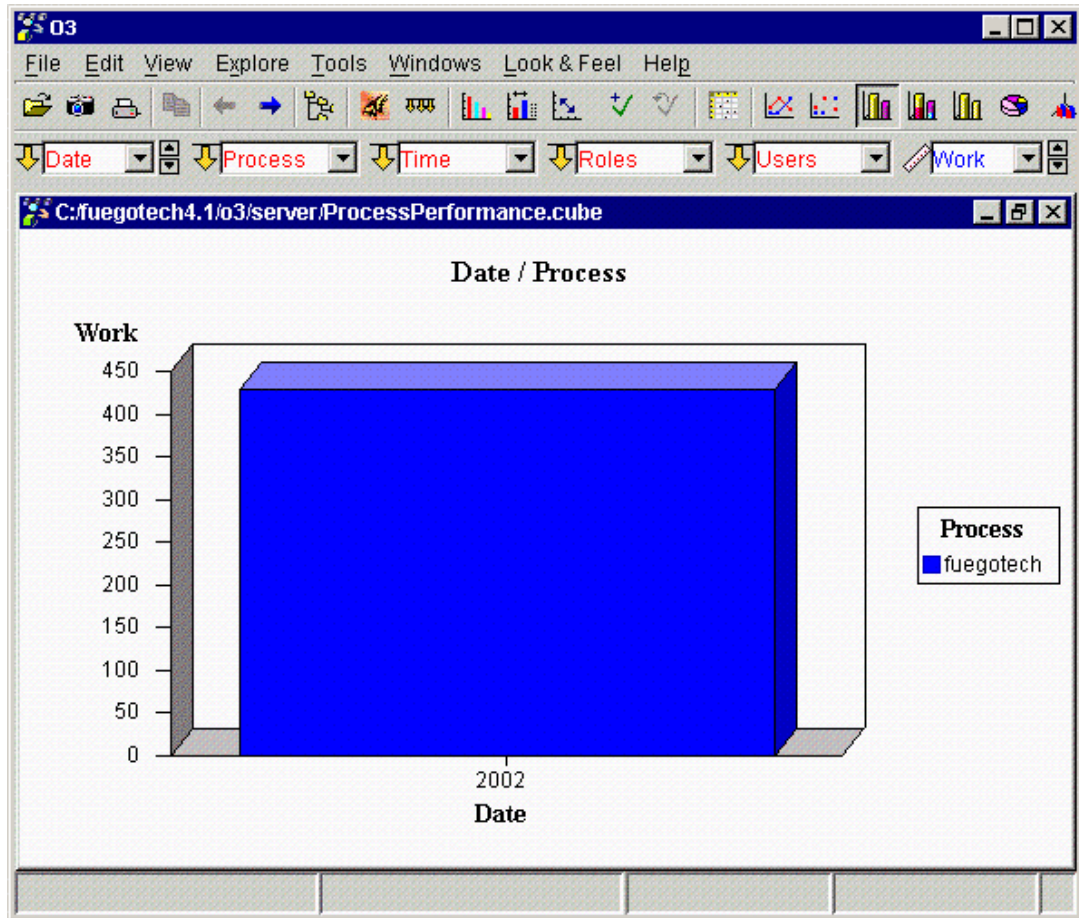 O3
File Edit View Explore Tools Windows Look & Feel Help
Date Process Time Roles Users Work
C:/fuegotech4.1/o3/server/ProcessPerformance.cube
Date / Process
Work
450
400
350
300
250
200
150
100
50
0
2002
Date
Process
fuegotech